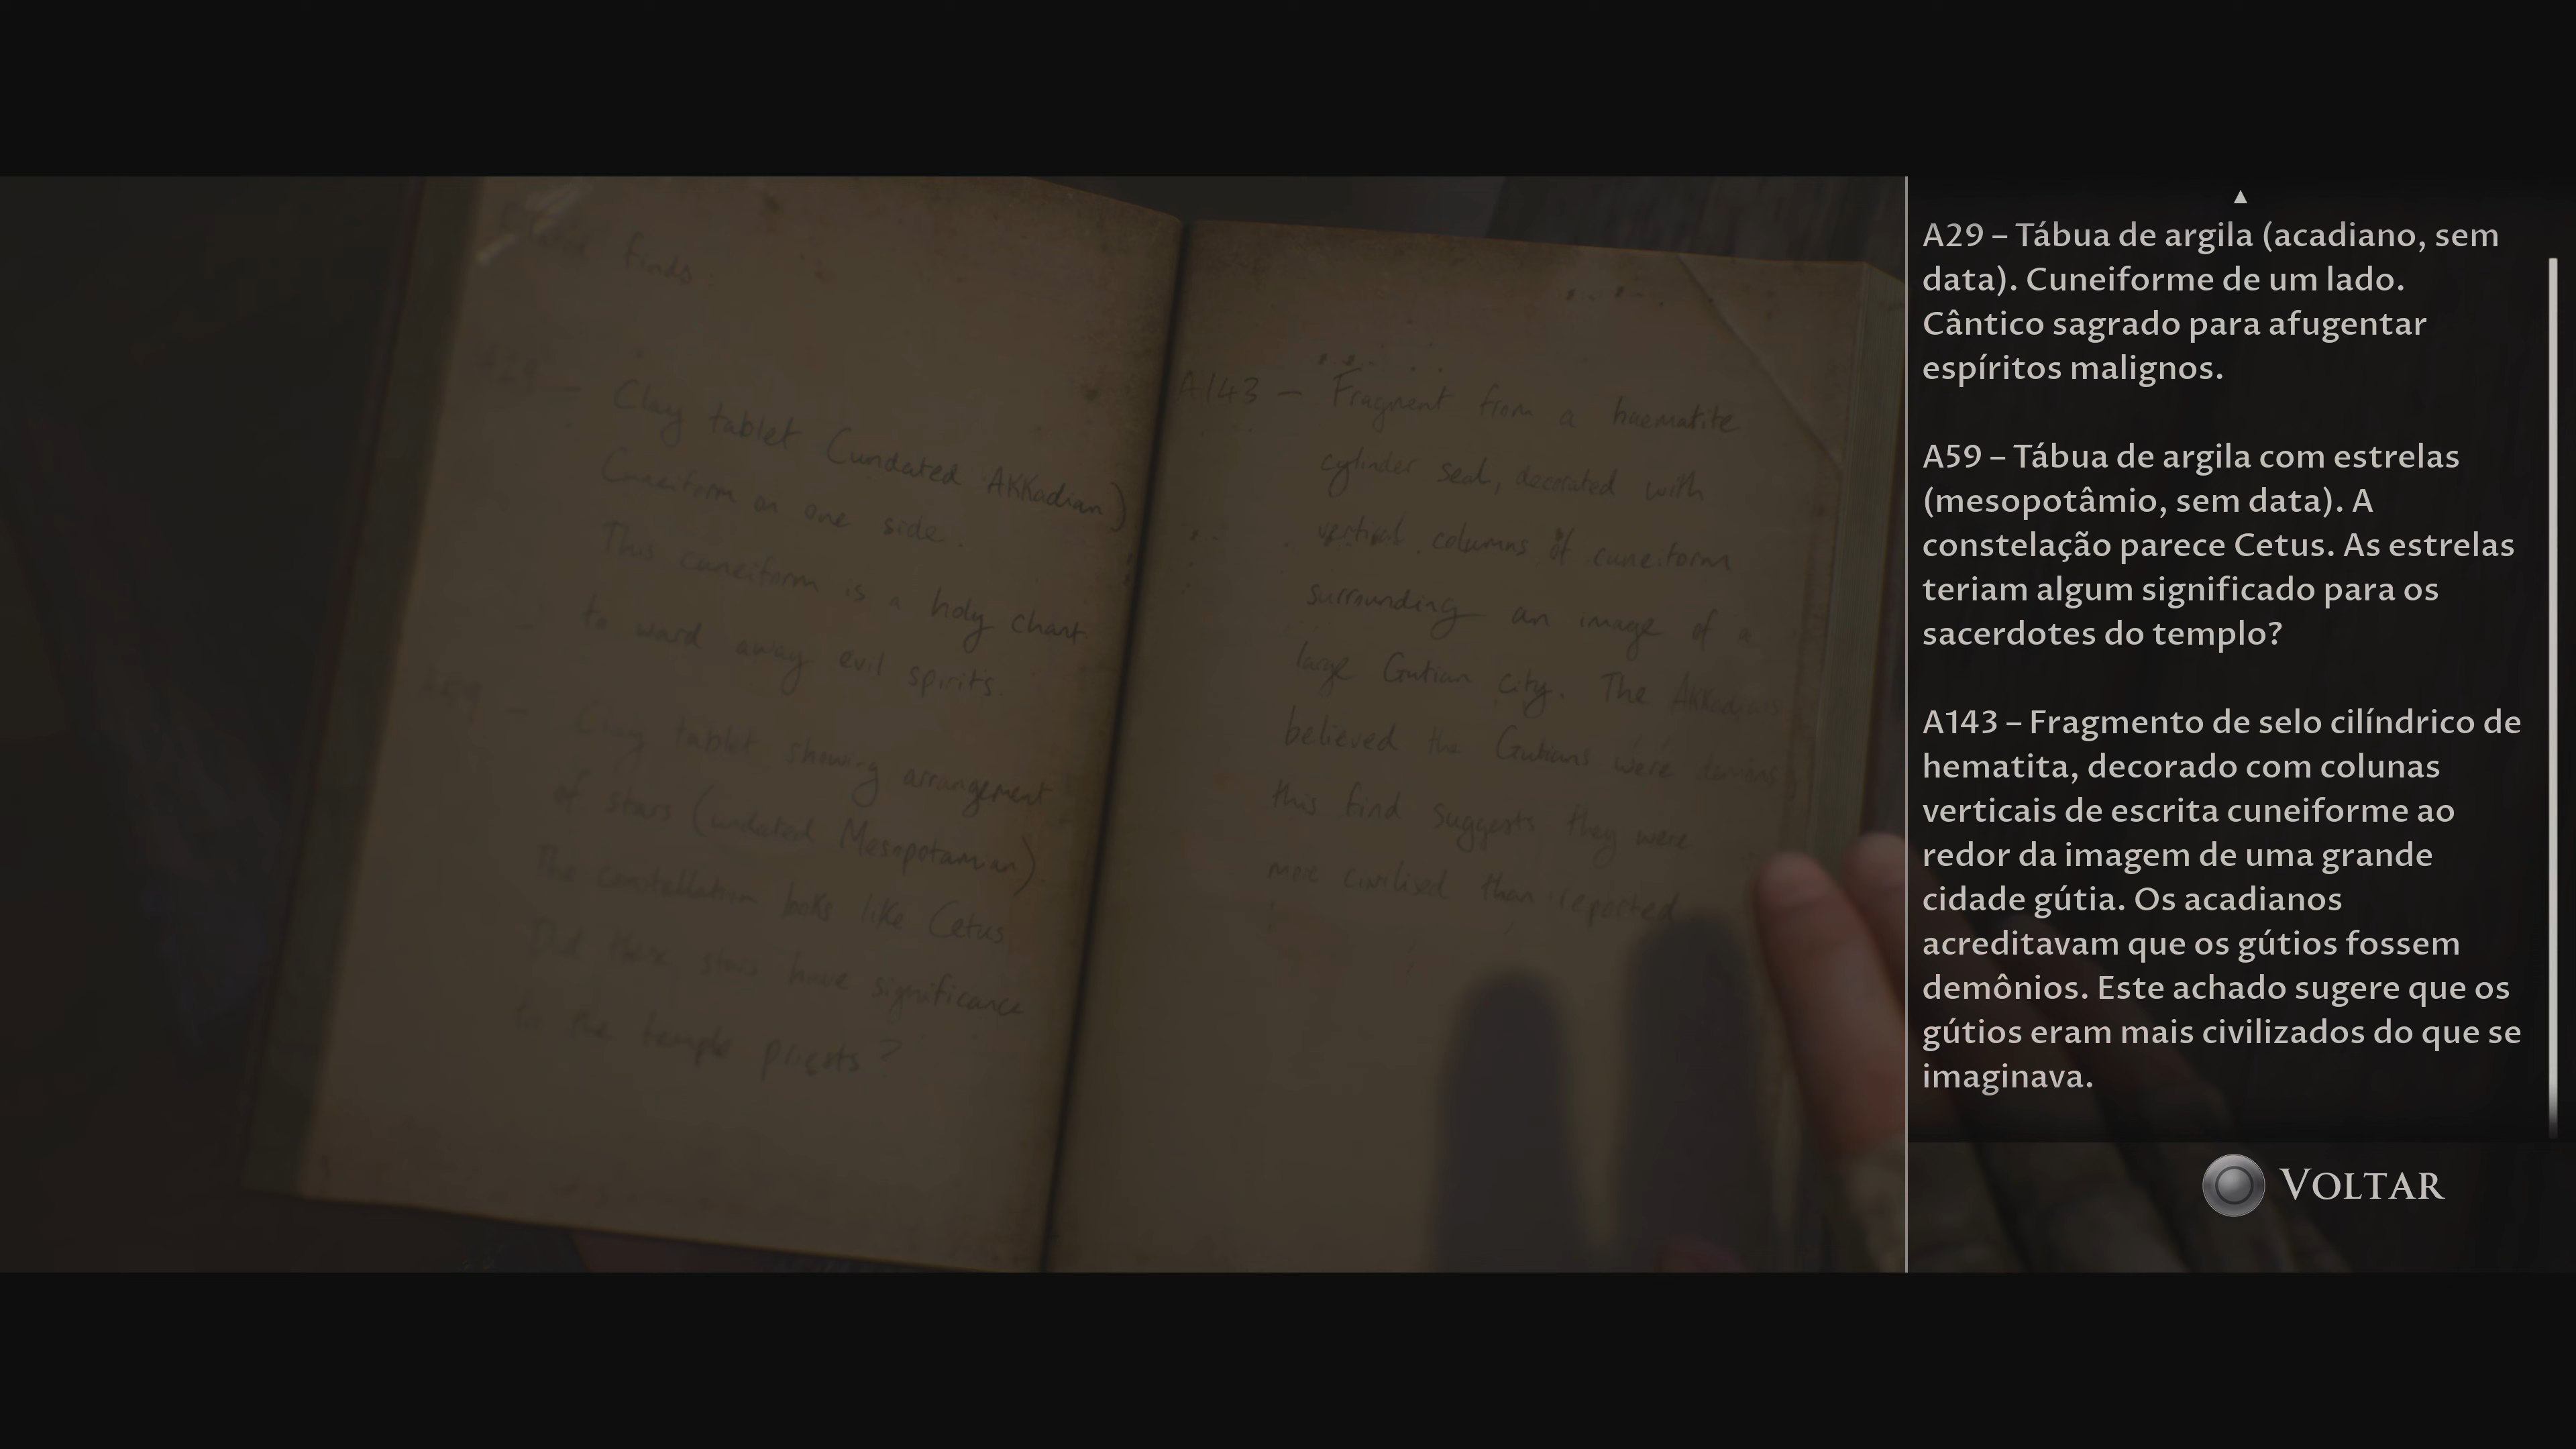 finds
A29 – Clay tablet (undated Akkadian)
Cuneiform on one side.
This cuneiform is a holy chant
to ward away evil spirits.
A59 – Clay tablet showing arrangement
of stars (undated Mesopotamian).
The constellation looks like Cetus.
Did these stars have significance
to the temple priests?
A143 – Fragment from a haematite
cylinder seal, decorated with
vertical columns of cuneiform
surrounding an image of a
large Gutian city. The Akkadians
believed the Gutians were demons,
this find suggests they were
more civilised than reported
A29 – Tábua de argila (acadiano, sem
data). Cuneiforme de um lado.
Cântico sagrado para afugentar
espíritos malignos.
A59 – Tábua de argila com estrelas
(mesopotâmio, sem data). A
constelação parece Cetus. As estrelas
teriam algum significado para os
sacerdotes do templo?
A143 – Fragmento de selo cilíndrico de
hematita, decorado com colunas
verticais de escrita cuneiforme ao
redor da imagem de uma grande
cidade gútia. Os acadianos
acreditavam que os gútios fossem
demônios. Este achado sugere que os
gútios eram mais civilizados do que se
imaginava.
VOLTAR